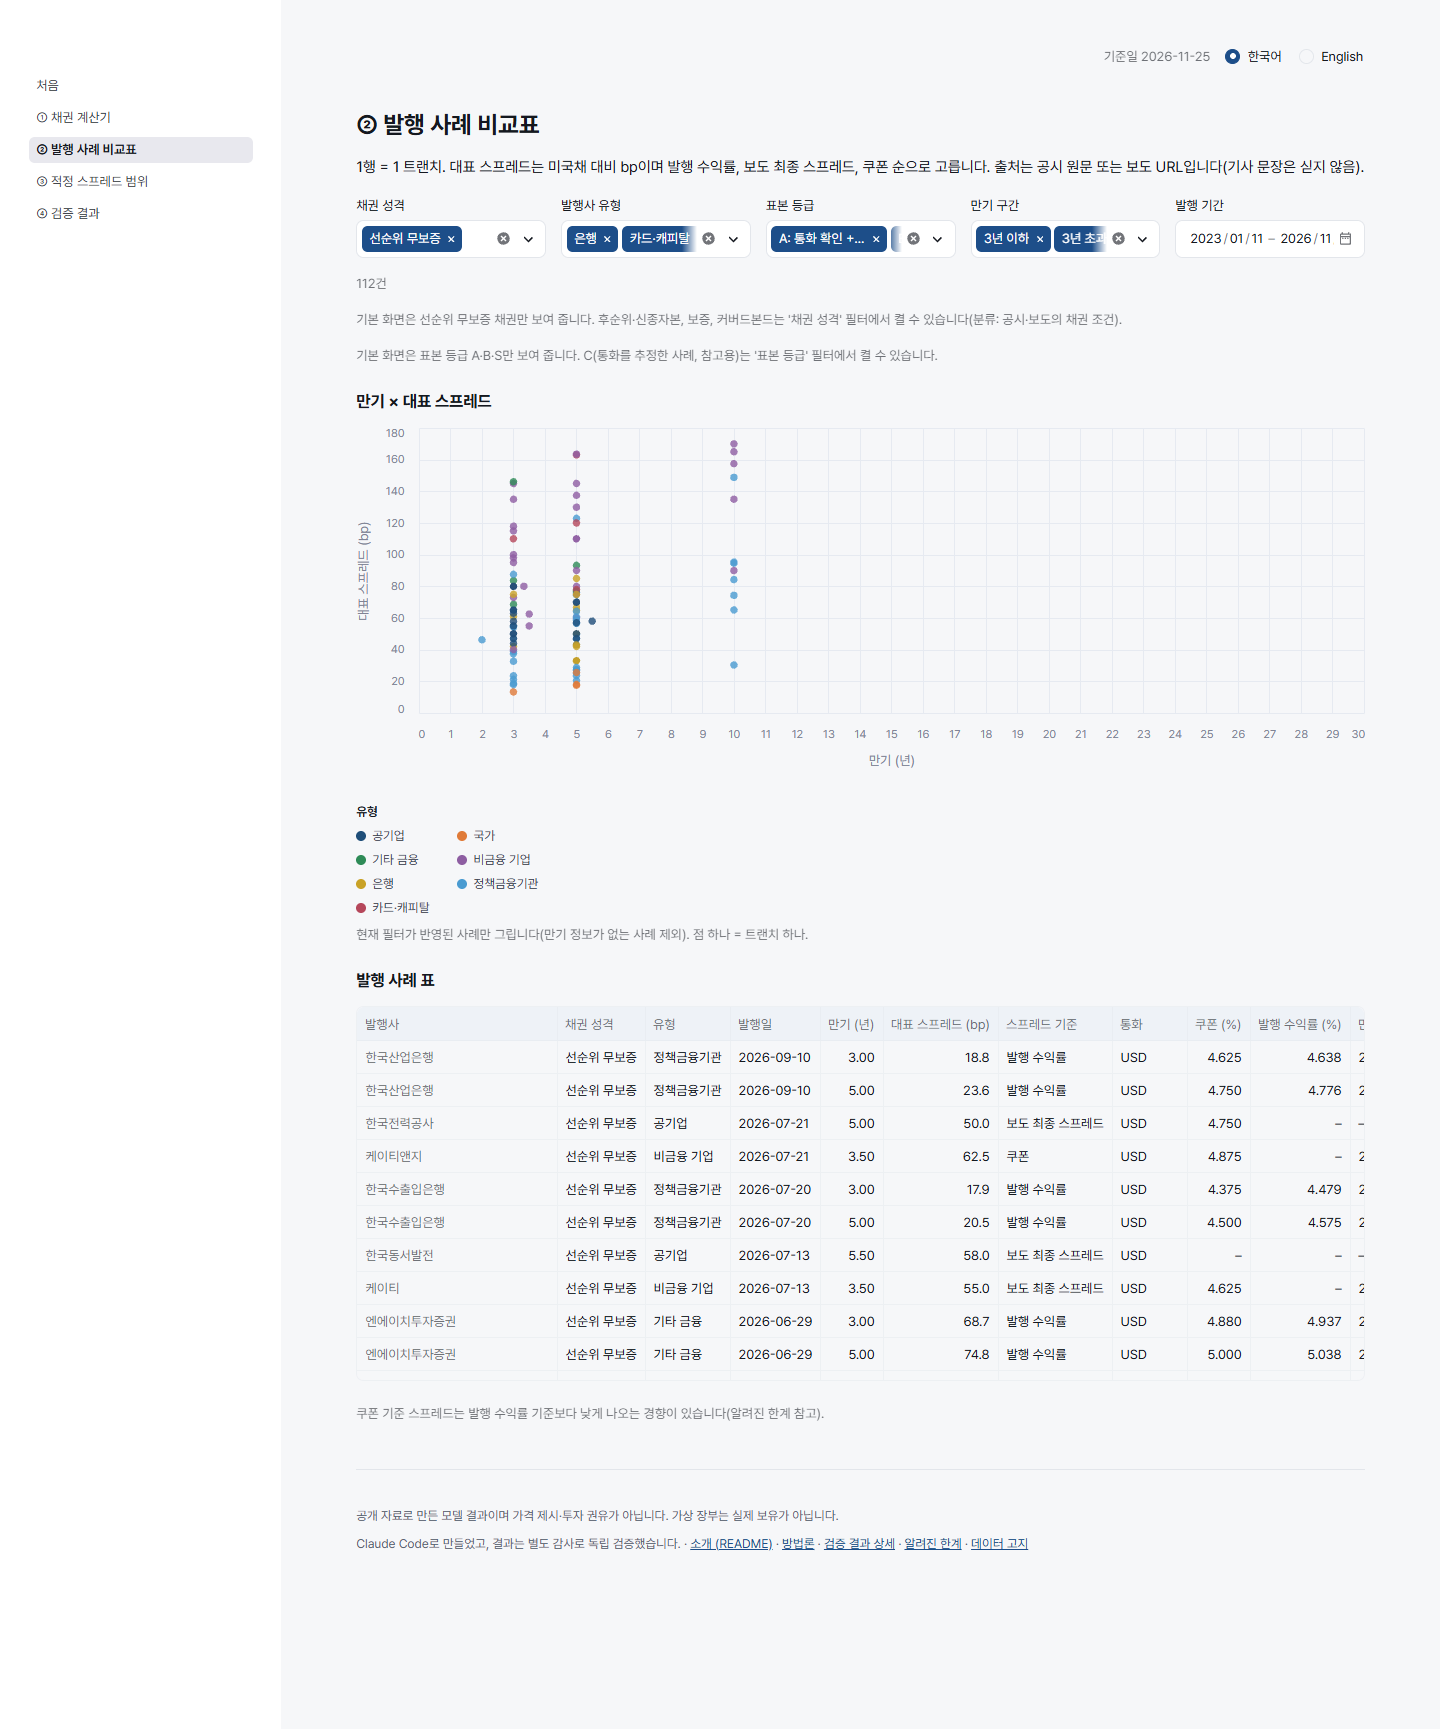 처음
① 채권 계산기
② 발행 사례 비교표
③ 적정 스프레드 범위
④ 검증 결과
기준일 2026-11-25 한국어 English
② 발행 사례 비교표
1행 = 1 트랜치. 대표 스프레드는 미국채 대비 bp이며 발행 수익률, 보도 최종 스프레드, 쿠폰 순으로 고릅니다. 출처는 공시 원문 또는 보도 URL입니다(기사 문장은 싣지 않음).
채권 성격 발행사 유형 표본 등급 만기 구간 발행 기간
선순위 무보증 × 은행 × 카드·캐피탈 A: 통화 확인 +... × 3년 이하 × 3년 초과 2023/01/11 – 2026/11
112건
기본 화면은 선순위 무보증 채권만 보여 줍니다. 후순위·신종자본, 보증, 커버드본드는 '채권 성격' 필터에서 켤 수 있습니다(분류: 공시·보도의 채권 조건).
기본 화면은 표본 등급 A·B·S만 보여 줍니다. C(통화를 추정한 사례, 참고용)는 '표본 등급' 필터에서 켤 수 있습니다.
만기 × 대표 스프레드
180
160
140
120
100
80
60
40
20
0
대표 스프레드 (bp)
0 1 2 3 4 5 6 7 8 9 10 11 12 13 14 15 16 17 18 19 20 21 22 23 24 25 26 27 28 29 30
만기 (년)
유형
공기업 국가
기타 금융 비금융 기업
은행 정책금융기관
카드·캐피탈
현재 필터가 반영된 사례만 그립니다(만기 정보가 없는 사례 제외). 점 하나 = 트랜치 하나.
발행 사례 표
발행사 채권 성격 유형 발행일 만기 (년) 대표 스프레드 (bp) 스프레드 기준 통화 쿠폰 (%) 발행 수익률 (%)
한국산업은행 선순위 무보증 정책금융기관 2026-09-10 3.00 18.8 발행 수익률 USD 4.625 4.638 2
한국산업은행 선순위 무보증 정책금융기관 2026-09-10 5.00 23.6 발행 수익률 USD 4.750 4.776 2
한국전력공사 선순위 무보증 공기업 2026-07-21 5.00 50.0 보도 최종 스프레드 USD 4.750 – –
케이티앤지 선순위 무보증 비금융 기업 2026-07-21 3.50 62.5 쿠폰 USD 4.875 – 2
한국수출입은행 선순위 무보증 정책금융기관 2026-07-20 3.00 17.9 발행 수익률 USD 4.375 4.479 2
한국수출입은행 선순위 무보증 정책금융기관 2026-07-20 5.00 20.5 발행 수익률 USD 4.500 4.575 2
한국동서발전 선순위 무보증 공기업 2026-07-13 5.50 58.0 보도 최종 스프레드 USD – – –
케이티 선순위 무보증 비금융 기업 2026-07-13 3.50 55.0 보도 최종 스프레드 USD 4.625 – 2
엔에이치투자증권 선순위 무보증 기타 금융 2026-06-29 3.00 68.7 발행 수익률 USD 4.880 4.937 2
엔에이치투자증권 선순위 무보증 기타 금융 2026-06-29 5.00 74.8 발행 수익률 USD 5.000 5.038 2
쿠폰 기준 스프레드는 발행 수익률 기준보다 낮게 나오는 경향이 있습니다(알려진 한계 참고).
공개 자료로 만든 모델 결과이며 가격 제시·투자 권유가 아닙니다. 가상 장부는 실제 보유가 아닙니다.
Claude Code로 만들었고, 결과는 별도 감사로 독립 검증했습니다. · 소개 (README) · 방법론 · 검증 결과 상세 · 알려진 한계 · 데이터 고지